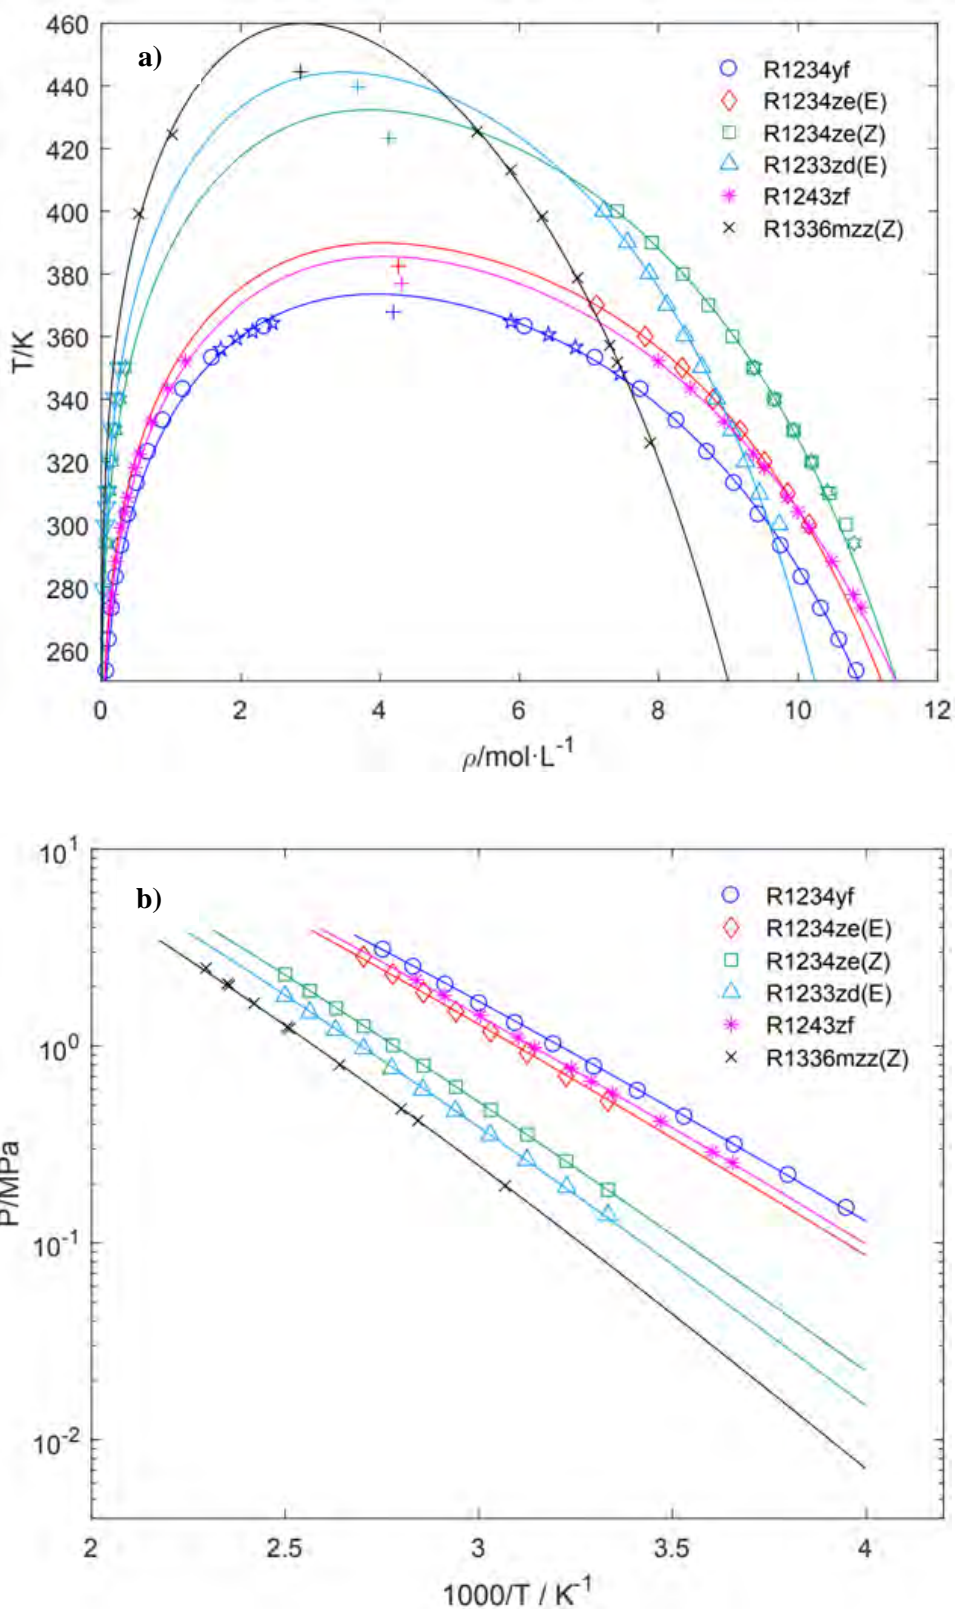 a)
460
440
420
400
380
360
340
320
300
280
260
T/K
R1234yf
R1234ze(E)
R1234ze(Z)
R1233zd(E)
R1243zf
R1336mzz(Z)
0 2 4 6 8 10 12
ρ/mol·L-1
b)
10^1
10^0
10^-1
10^-2
P/MPa
R1234yf
R1234ze(E)
R1234ze(Z)
R1233zd(E)
R1243zf
R1336mzz(Z)
2 2.5 3 3.5 4
1000/T / K-1